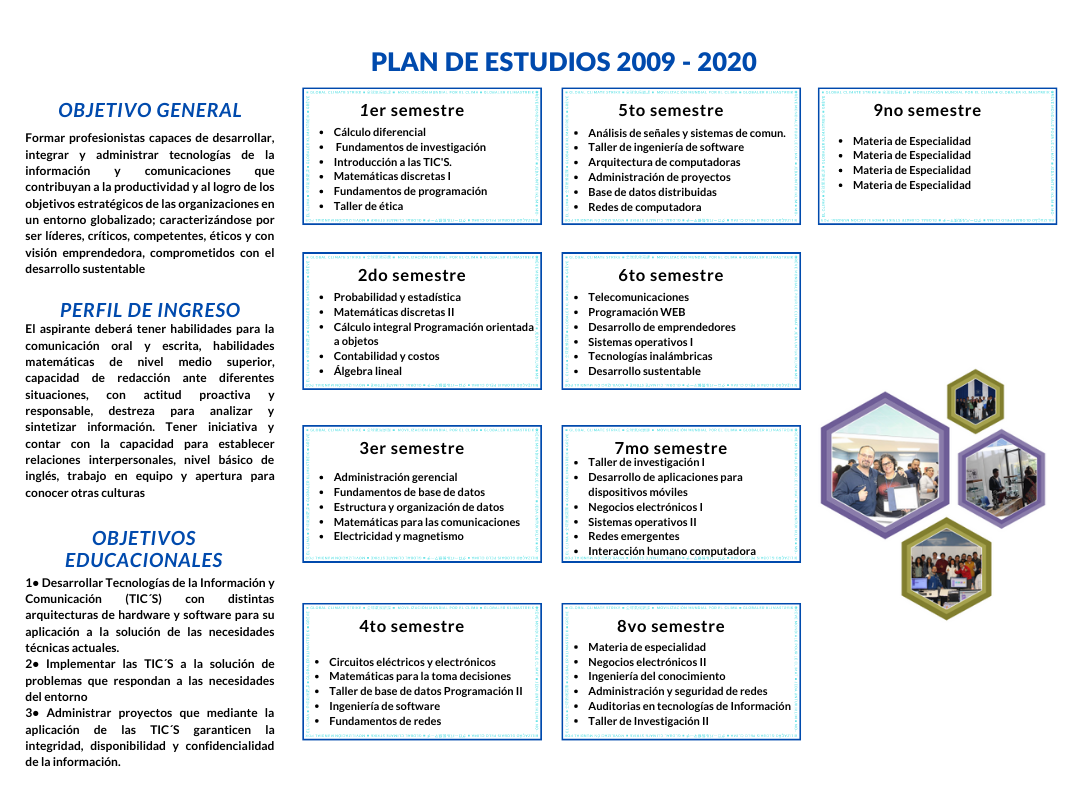 PLAN DE ESTUDIOS 2009 - 2020
OBJETIVO GENERAL
Formar profesionistas capaces de desarrollar,
integrar y administrar tecnologías de la
información y comunicaciones que
contribuyan a la productividad y al logro de los
objetivos estratégicos de las organizaciones en
un entorno globalizado; caracterizándose por
ser líderes, críticos, competentes, éticos y con
visión emprendedora, comprometidos con el
desarrollo sustentable
PERFIL DE INGRESO
El aspirante deberá tener habilidades para la
comunicación oral y escrita, habilidades
matemáticas de nivel medio superior,
capacidad de redacción ante diferentes
situaciones, con actitud proactiva y
responsable, destreza para analizar y
sintetizar información. Tener iniciativa y
contar con la capacidad para establecer
relaciones interpersonales, nivel básico de
inglés, trabajo en equipo y apertura para
conocer otras culturas
OBJETIVOS
EDUCACIONALES
1• Desarrollar Tecnologías de la Información y
Comunicación (TIC´S) con distintas
arquitecturas de hardware y software para su
aplicación a la solución de las necesidades
técnicas actuales.
2• Implementar las TIC´S a la solución de
problemas que respondan a las necesidades
del entorno
3• Administrar proyectos que mediante la
aplicación de las TIC´S garanticen la
integridad, disponibilidad y confidencialidad
de la información.
1er semestre
• Cálculo diferencial
• Fundamentos de investigación
• Introducción a las TIC'S.
• Matemáticas discretas I
• Fundamentos de programación
• Taller de ética
2do semestre
• Probabilidad y estadística
• Matemáticas discretas II
• Cálculo integral Programación orientada
a objetos
• Contabilidad y costos
• Álgebra lineal
3er semestre
• Administración gerencial
• Fundamentos de base de datos
• Estructura y organización de datos
• Matemáticas para las comunicaciones
• Electricidad y magnetismo
4to semestre
• Circuitos eléctricos y electrónicos
• Matemáticas para la toma decisiones
• Taller de base de datos Programación II
• Ingeniería de software
• Fundamentos de redes
5to semestre
• Análisis de señales y sistemas de comun.
• Taller de ingeniería de software
• Arquitectura de computadoras
• Administración de proyectos
• Base de datos distribuidas
• Redes de computadora
6to semestre
• Telecomunicaciones
• Programación WEB
• Desarrollo de emprendedores
• Sistemas operativos I
• Tecnologías inalámbricas
• Desarrollo sustentable
7mo semestre
• Taller de investigación I
• Desarrollo de aplicaciones para
dispositivos móviles
• Negocios electrónicos I
• Sistemas operativos II
• Redes emergentes
• Interacción humano computadora
8vo semestre
• Materia de especialidad
• Negocios electrónicos II
• Ingeniería del conocimiento
• Administración y seguridad de redes
• Auditorias en tecnologías de Información
• Taller de Investigación II
9no semestre
• Materia de Especialidad
• Materia de Especialidad
• Materia de Especialidad
• Materia de Especialidad